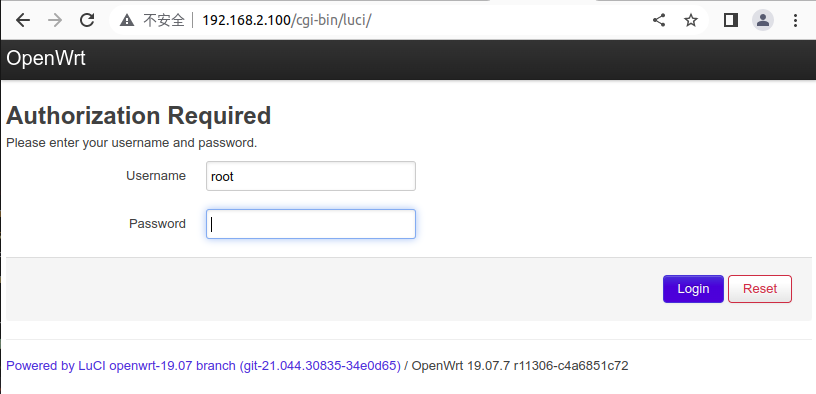 不安全 192.168.2.100/cgi-bin/luci/
OpenWrt
Authorization Required
Please enter your username and password.
Username root
Password
Login Reset
Powered by LuCI openwrt-19.07 branch (git-21.044.30835-34e0d65) / OpenWrt 19.07.7 r11306-c4a6851c72